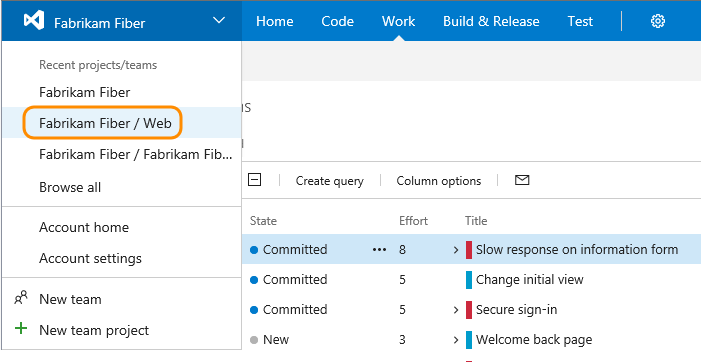 Fabrikam Fiber
Home Code Work Build & Release Test
Recent projects/teams
Fabrikam Fiber
Fabrikam Fiber / Web
Fabrikam Fiber / Fabrikam Fib...
Browse all
Account home
Account settings
New team
New team project
Create query Column options
State Effort Title
Committed ... 8 Slow response on information form
Committed 5 Change initial view
Committed 5 Secure sign-in
New 3 Welcome back page